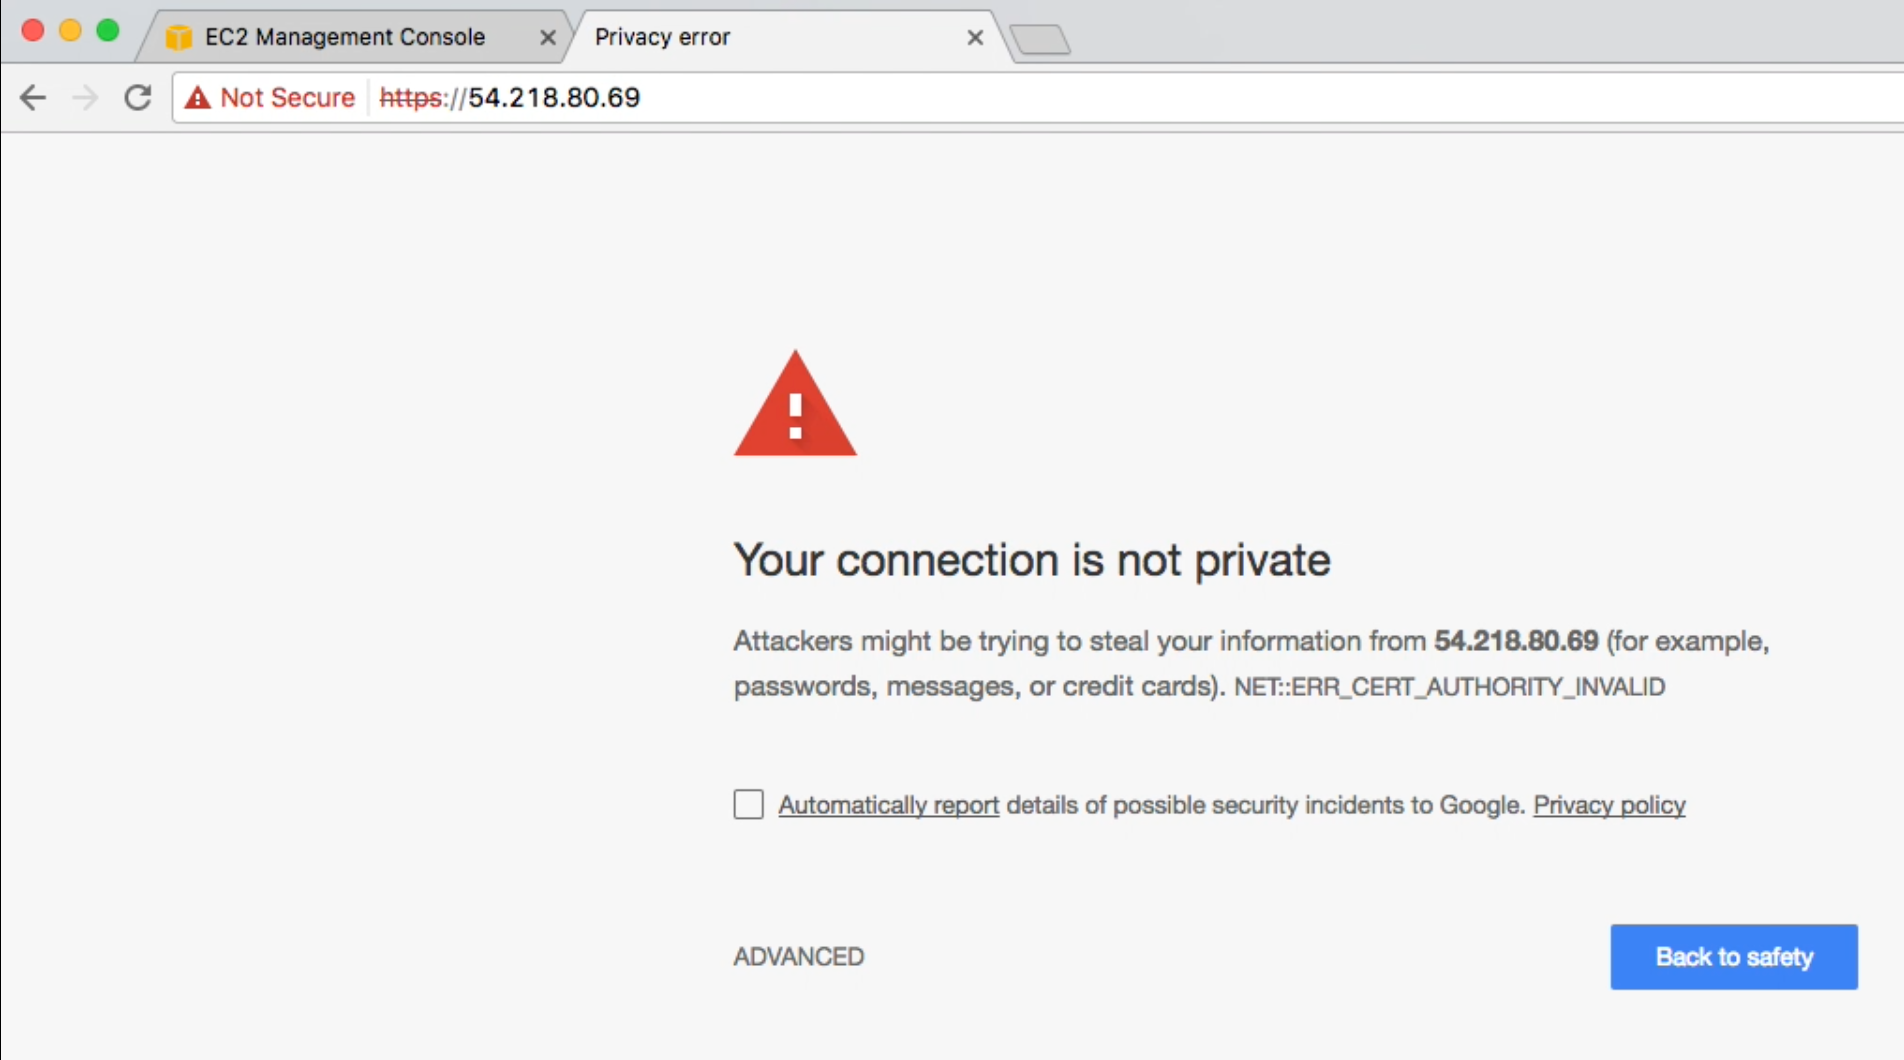 EC2 Management Console
Privacy error
Not Secure https://54.218.80.69
Your connection is not private
Attackers might be trying to steal your information from 54.218.80.69 (for example,
passwords, messages, or credit cards). NET::ERR_CERT_AUTHORITY_INVALID
Automatically report details of possible security incidents to Google. Privacy policy
ADVANCED
Back to safety